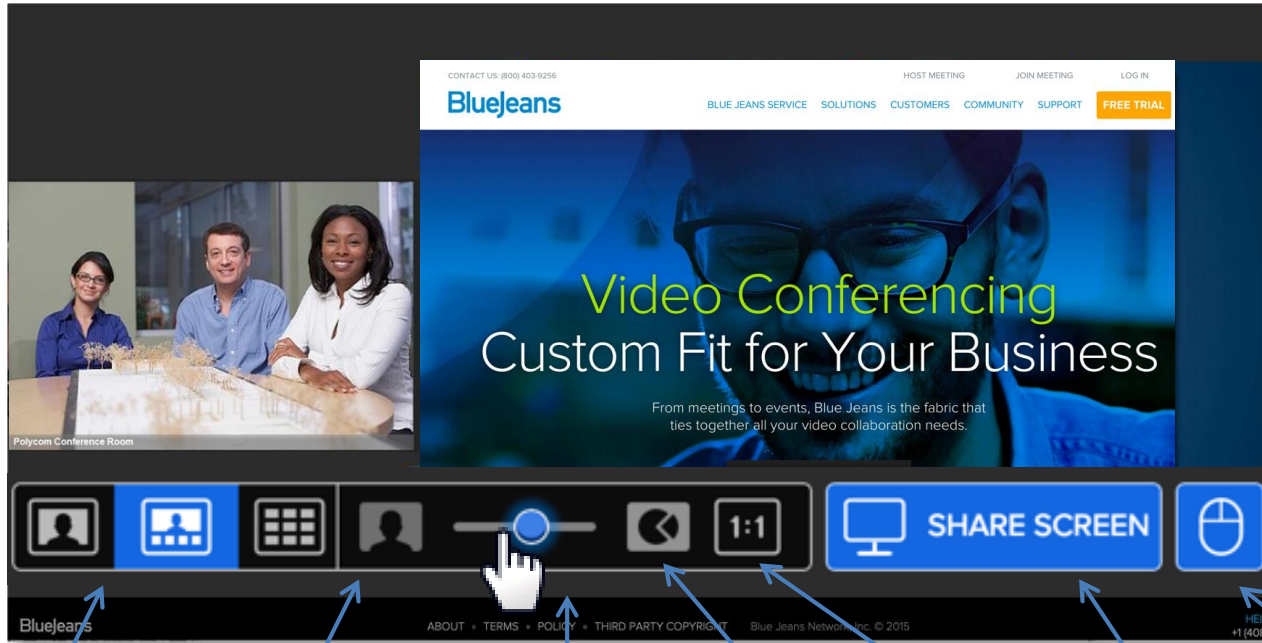 CONTACT US: (800) 403-9256
HOST MEETING JOIN MEETING LOG IN
BlueJeans
BLUE JEANS SERVICE SOLUTIONS CUSTOMERS COMMUNITY SUPPORT FREE TRIAL
Video Conferencing
Custom Fit for Your Business
From meetings to events, Blue Jeans is the fabric that
ties together all your video collaboration needs.
Polycom Conference Room
1:1
SHARE SCREEN
BlueJeans
ABOUT • TERMS • POLICY • THIRD PARTY COPYRIGHT Blue Jeans Network, Inc. © 2015